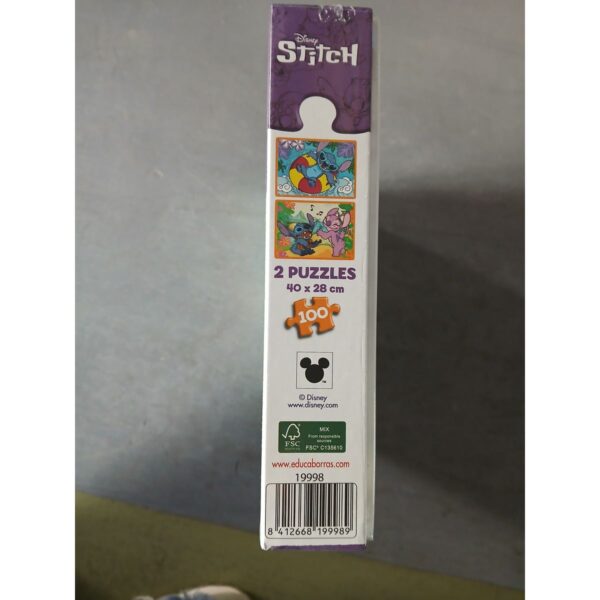 Disney
StitcH
2 PUZZLES
40 x 28 cm
100
© Disney
www.disney.com
FSC
MIX
From responsible
sources
FSC® C135610
www.educaborras.com
19998
8 412668 199989